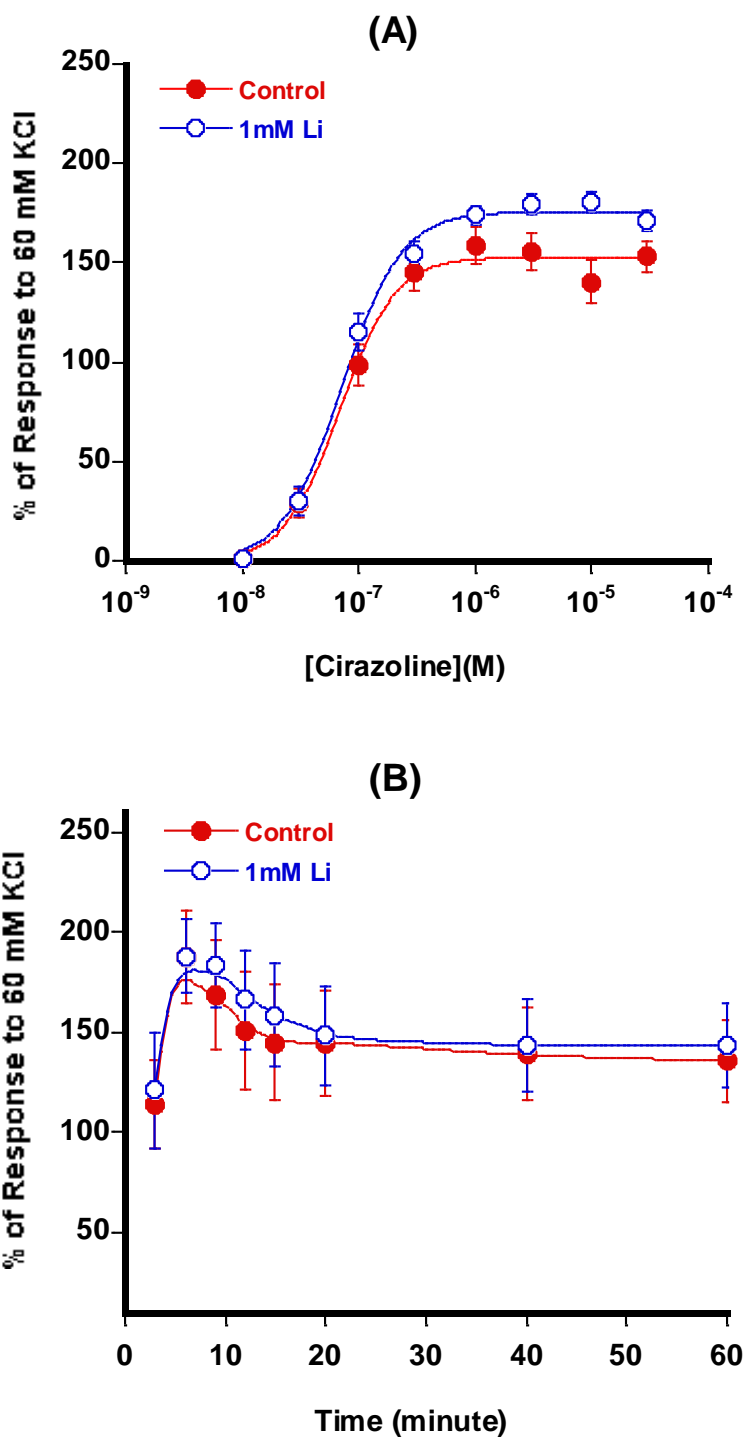 (A)
250
200
150
100
50
0
% of Response to 60 mM KCl
Control
1mM Li
10-9 10-8 10-7 10-6 10-5 10-4
[Cirazoline](M)
(B)
250
200
150
100
50
% of Response to 60 mM KCl
Control
1mM Li
0 10 20 30 40 50 60
Time (minute)